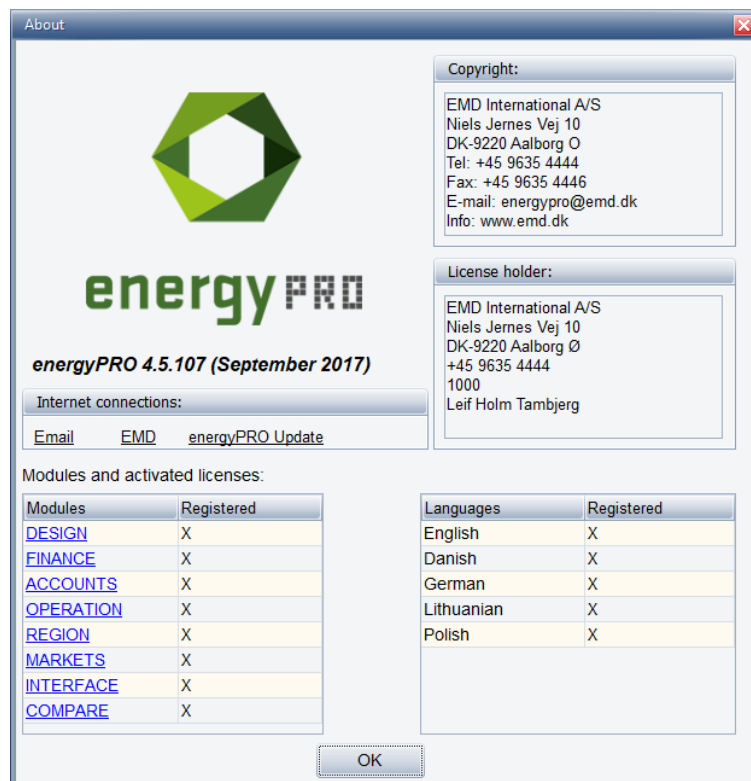 About
energyPRO
energyPRO 4.5.107 (September 2017)
Internet connections:
Email EMD energyPRO Update
Copyright:
EMD International A/S
Niels Jernes Vej 10
DK-9220 Aalborg O
Tel: +45 9635 4444
Fax: +45 9635 4446
E-mail: energypro@emd.dk
Info: www.emd.dk
License holder:
EMD International A/S
Niels Jernes Vej 10
DK-9220 Aalborg Ø
+45 9635 4444
1000
Leif Holm Tambjerg
Modules and activated licenses:
Modules Registered
DESIGN X
FINANCE X
ACCOUNTS X
OPERATION X
REGION X
MARKETS X
INTERFACE X
COMPARE X
Languages Registered
English X
Danish X
German X
Lithuanian X
Polish X
OK